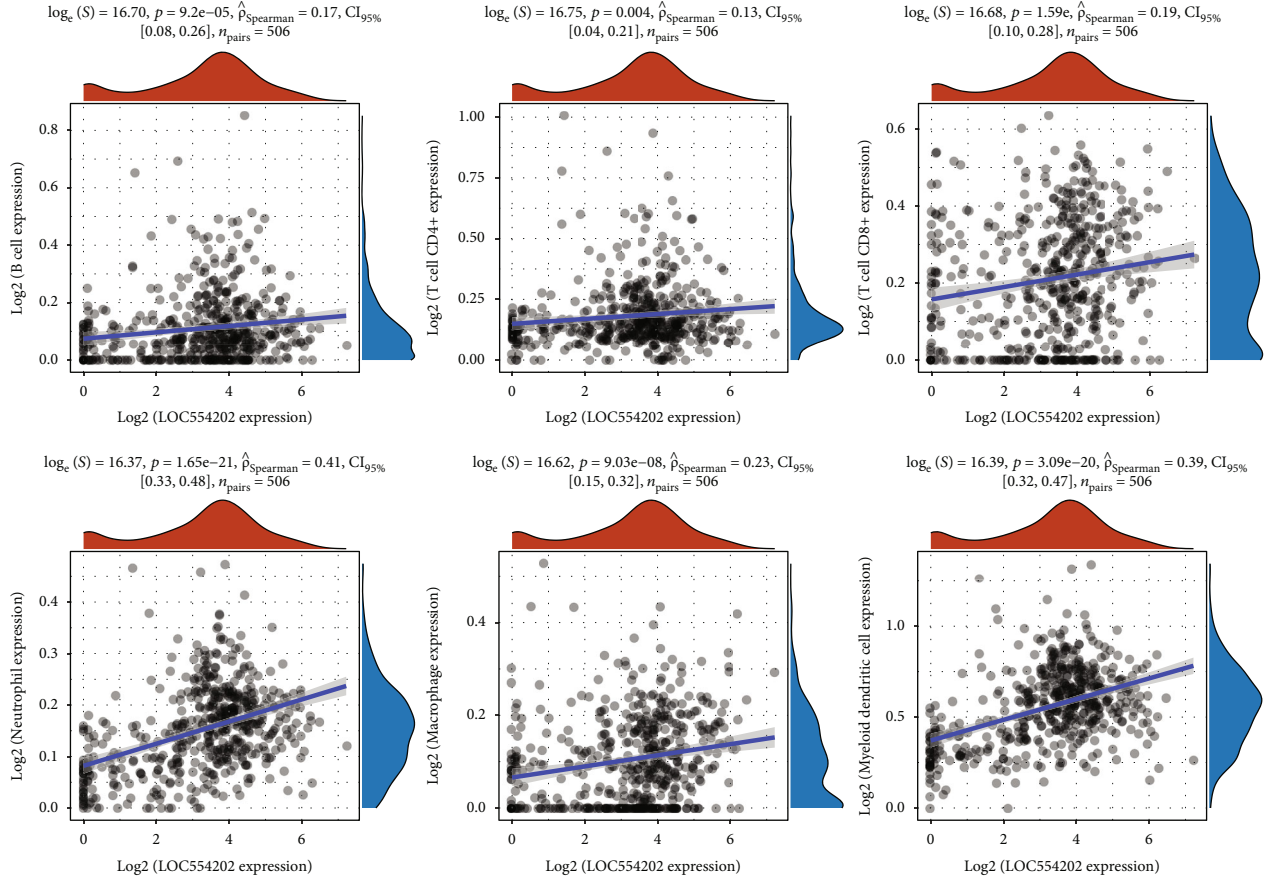 logₑ (S) = 16.70, p = 9.2e−05, ρ̂Spearman = 0.17, CI95%
[0.08, 0.26], npairs = 506
0.8
0.6
0.4
0.2
0.0
Log2 (B cell expression)
0 2 4 6
Log2 (LOC554202 expression)
logₑ (S) = 16.75, p = 0.004, ρ̂Spearman = 0.13, CI95%
[0.04, 0.21], npairs = 506
1.00
0.75
0.50
0.25
0.00
Log2 (T cell CD4+ expression)
0 2 4 6
Log2 (LOC554202 expression)
logₑ (S) = 16.68, p = 1.59e, ρ̂Spearman = 0.19, CI95%
[0.10, 0.28], npairs = 506
0.6
0.4
0.2
0.0
Log2 (T cell CD8+ expression)
0 2 4 6
Log2 (LOC554202 expression)
logₑ (S) = 16.37, p = 1.65e−21, ρ̂Spearman = 0.41, CI95%
[0.33, 0.48], npairs = 506
0.4
0.3
0.2
0.1
0.0
Log2 (Neutrophil expression)
0 2 4 6
Log2 (LOC554202 expression)
logₑ (S) = 16.62, p = 9.03e−08, ρ̂Spearman = 0.23, CI95%
[0.15, 0.32], npairs = 506
0.4
0.2
0.0
Log2 (Macrophage expression)
0 2 4 6
Log2 (LOC554202 expression)
logₑ (S) = 16.39, p = 3.09e−20, ρ̂Spearman = 0.39, CI95%
[0.32, 0.47], npairs = 506
1.0
0.5
0.0
Log2 (Myeloid dendritic cell expression)
0 2 4 6
Log2 (LOC554202 expression)